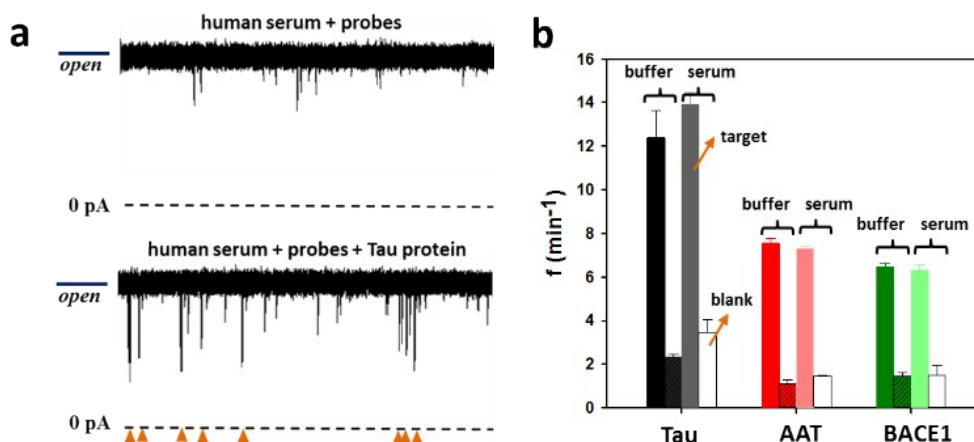 a
human serum + probes
open
0 pA
human serum + probes + Tau protein
open
0 pA
b
16
14
12
10
8
6
4
2
0
f (min⁻¹)
buffer serum
target
blank
buffer serum
buffer serum
Tau AAT BACE1